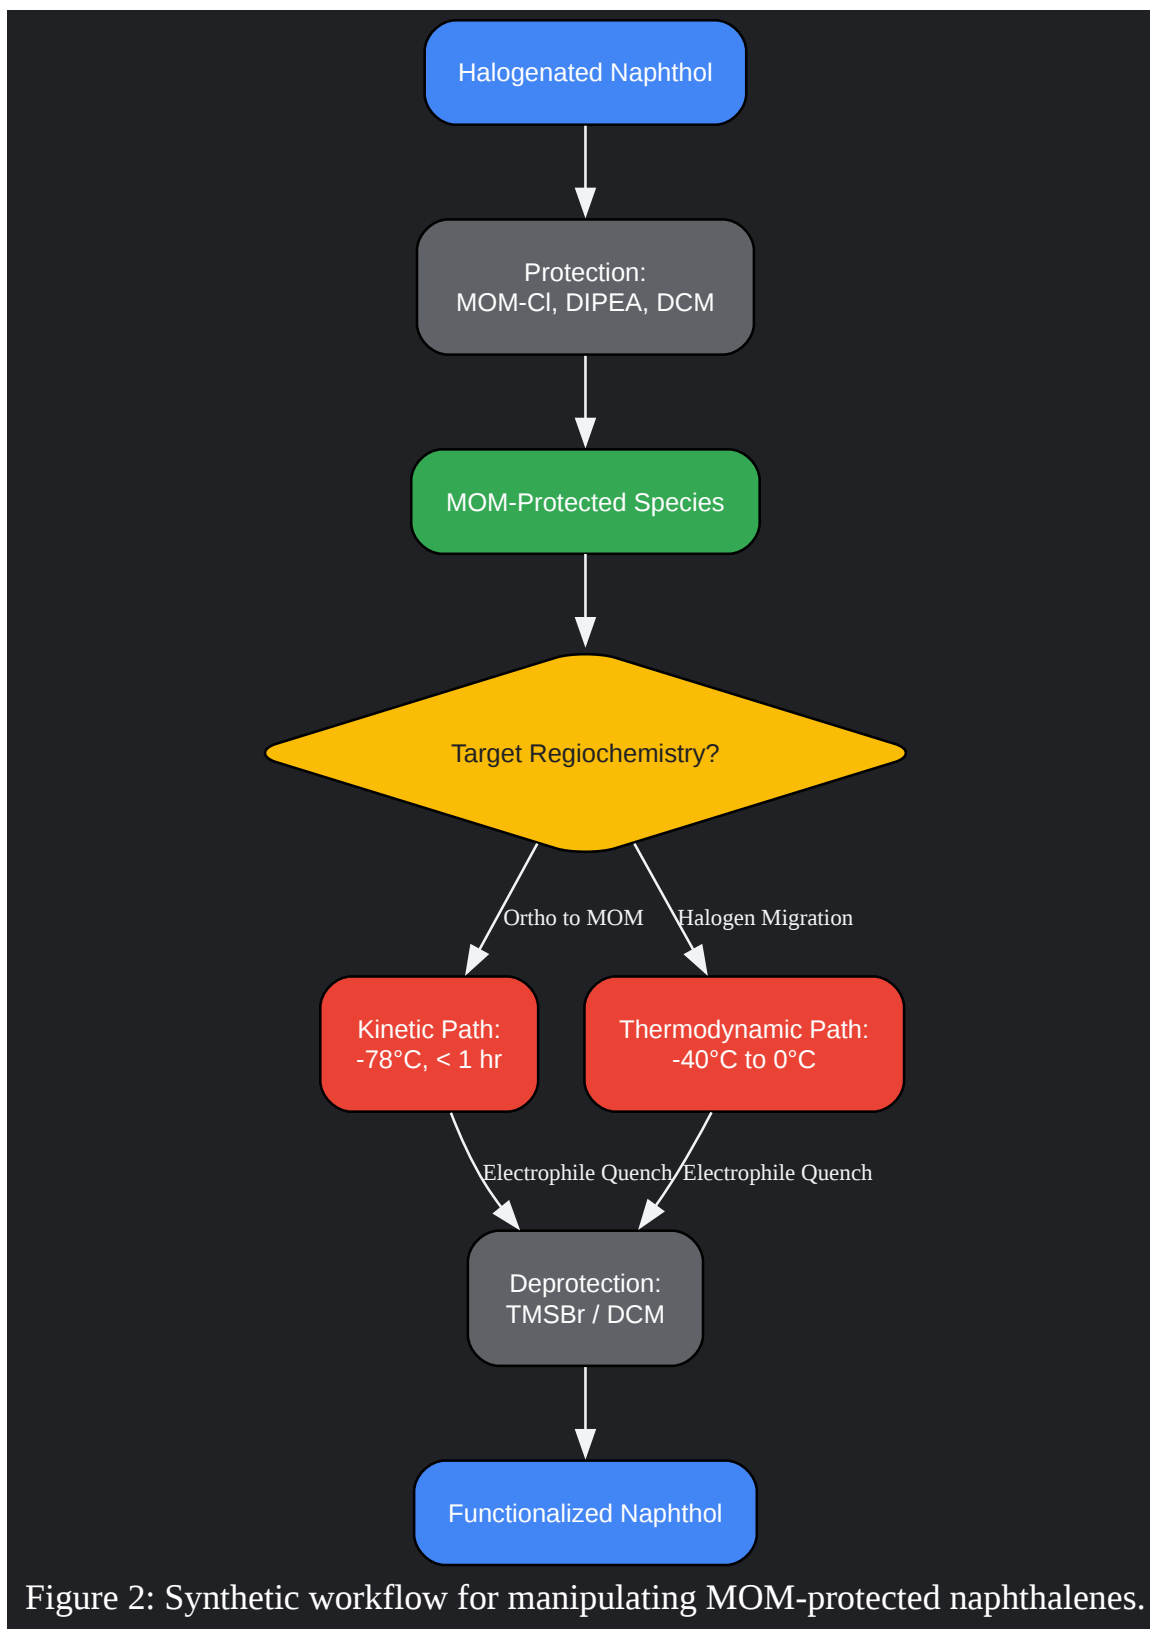 Halogenated Naphthol
Protection:
MOM-Cl, DIPEA, DCM
MOM-Protected Species
Target Regiochemistry?
Ortho to MOM
Halogen Migration
Kinetic Path:
-78°C, < 1 hr
Thermodynamic Path:
-40°C to 0°C
Electrophile Quench
Electrophile Quench
Deprotection:
TMSBr / DCM
Functionalized Naphthol
Figure 2: Synthetic workflow for manipulating MOM-protected naphthalenes.